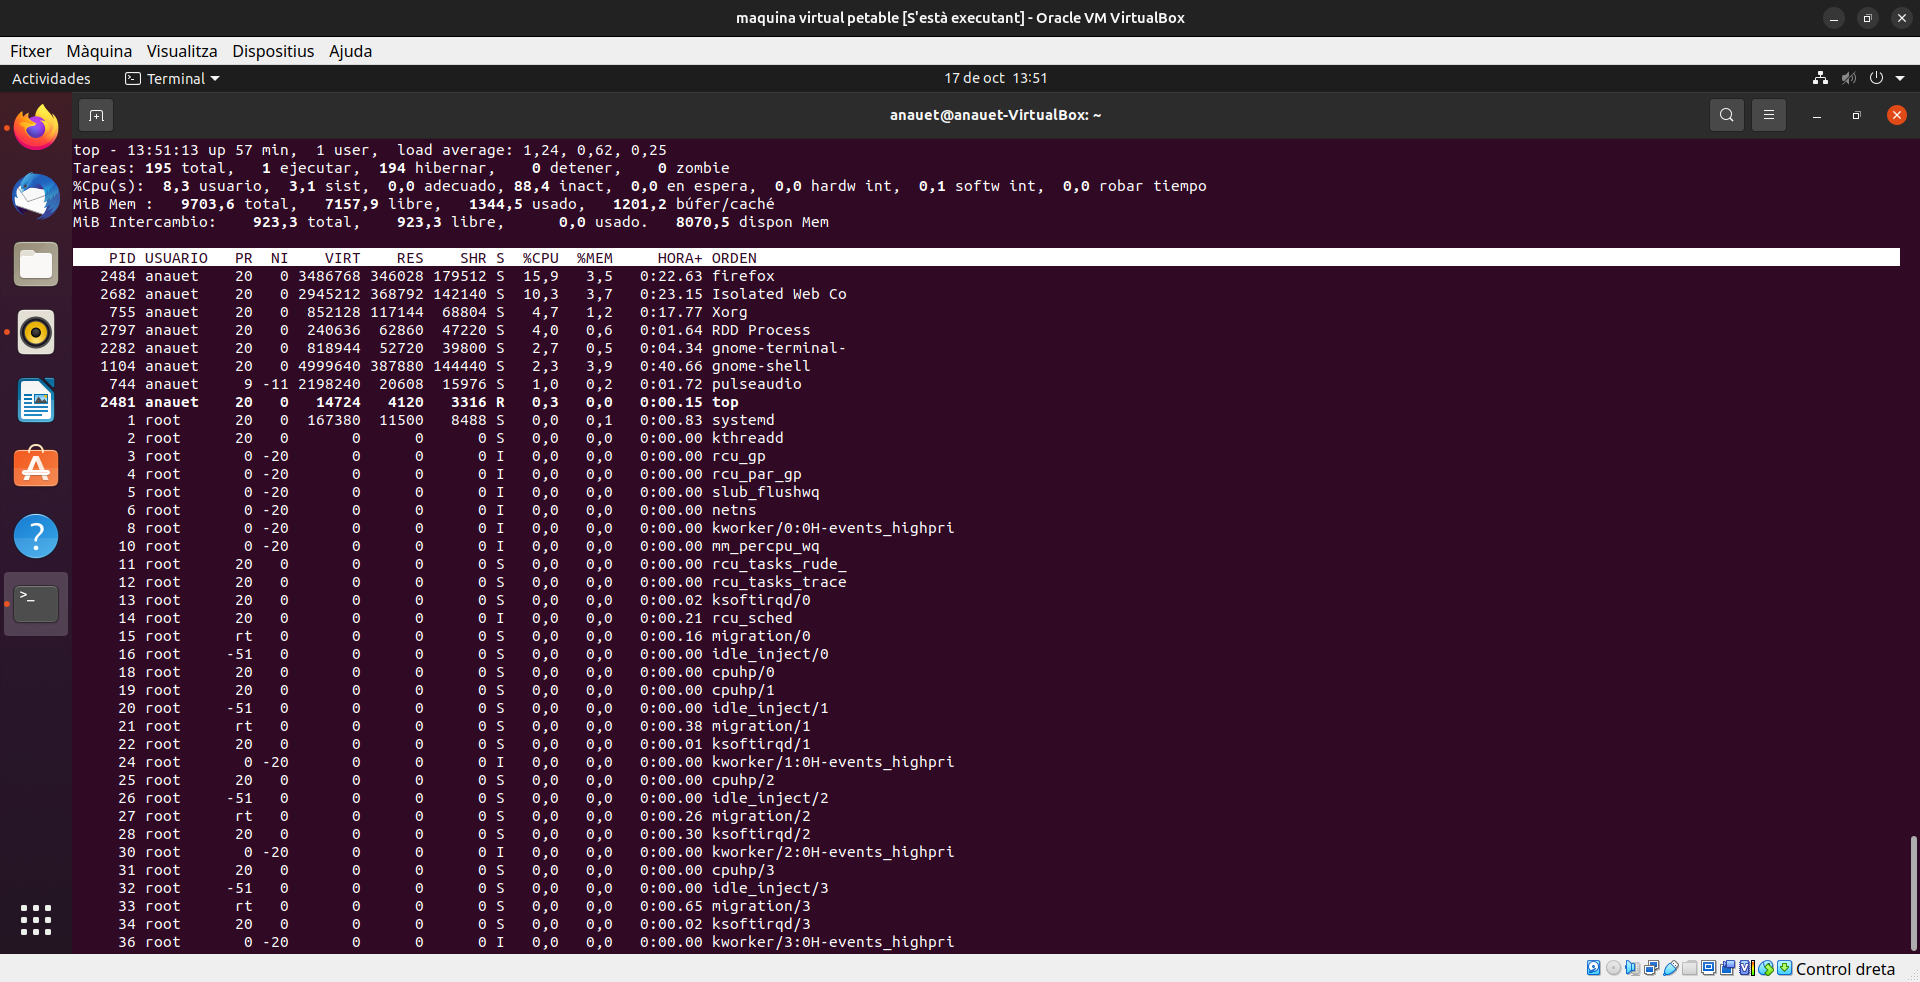 maquina virtual petable [S'està executant] - Oracle VM VirtualBox
Fitxer Màquina Visualitza Dispositius Ajuda
Actividades Terminal 17 de oct 13:51
anauet@anauet-VirtualBox: ~
top - 13:51:13 up 57 min, 1 user, load average: 1,24, 0,62, 0,25
Tareas: 195 total, 1 ejecutar, 194 hibernar, 0 detener, 0 zombie
%Cpu(s): 8,3 usuario, 3,1 sist, 0,0 adecuado, 88,4 inact, 0,0 en espera, 0,0 hardw int, 0,1 softw int, 0,0 robar tiempo
MiB Mem : 9703,6 total, 7157,9 libre, 1344,5 usado, 1201,2 búfer/caché
MiB Intercambio: 923,3 total, 923,3 libre, 0,0 usado. 8070,5 dispon Mem
PID USUARIO PR NI VIRT RES SHR S %CPU %MEM HORA+ ORDEN
2484 anauet 20 0 3486768 346028 179512 S 15,9 3,5 0:22.63 firefox
2682 anauet 20 0 2945212 368792 142140 S 10,3 3,7 0:23.15 Isolated Web Co
755 anauet 20 0 852128 117144 68804 S 4,7 1,2 0:17.77 Xorg
2797 anauet 20 0 240636 62860 47220 S 4,0 0,6 0:01.64 RDD Process
2282 anauet 20 0 818944 52720 39800 S 2,7 0,5 0:04.34 gnome-terminal-
1104 anauet 20 0 4999640 387880 144440 S 2,3 3,9 0:40.66 gnome-shell
744 anauet 9 -11 2198240 20608 15976 S 1,0 0,2 0:01.72 pulseaudio
2481 anauet 20 0 14724 4120 3316 R 0,3 0,0 0:00.15 top
1 root 20 0 167380 11500 8488 S 0,0 0,1 0:00.83 systemd
2 root 20 0 0 0 0 S 0,0 0,0 0:00.00 kthreadd
3 root 0 -20 0 0 0 I 0,0 0,0 0:00.00 rcu_gp
4 root 0 -20 0 0 0 I 0,0 0,0 0:00.00 rcu_par_gp
5 root 0 -20 0 0 0 I 0,0 0,0 0:00.00 slub_flushwq
6 root 0 -20 0 0 0 I 0,0 0,0 0:00.00 netns
8 root 0 -20 0 0 0 I 0,0 0,0 0:00.00 kworker/0:0H-events_highpri
10 root 0 -20 0 0 0 I 0,0 0,0 0:00.00 mm_percpu_wq
11 root 20 0 0 0 0 S 0,0 0,0 0:00.00 rcu_tasks_rude_
12 root 20 0 0 0 0 S 0,0 0,0 0:00.00 rcu_tasks_trace
13 root 20 0 0 0 0 S 0,0 0,0 0:00.02 ksoftirqd/0
14 root 20 0 0 0 0 I 0,0 0,0 0:00.21 rcu_sched
15 root rt 0 0 0 0 S 0,0 0,0 0:00.16 migration/0
16 root -51 0 0 0 0 S 0,0 0,0 0:00.00 idle_inject/0
18 root 20 0 0 0 0 S 0,0 0,0 0:00.00 cpuhp/0
19 root 20 0 0 0 0 S 0,0 0,0 0:00.00 cpuhp/1
20 root -51 0 0 0 0 S 0,0 0,0 0:00.00 idle_inject/1
21 root rt 0 0 0 0 S 0,0 0,0 0:00.38 migration/1
22 root 20 0 0 0 0 S 0,0 0,0 0:00.01 ksoftirqd/1
24 root 0 -20 0 0 0 I 0,0 0,0 0:00.00 kworker/1:0H-events_highpri
25 root 20 0 0 0 0 S 0,0 0,0 0:00.00 cpuhp/2
26 root -51 0 0 0 0 S 0,0 0,0 0:00.00 idle_inject/2
27 root rt 0 0 0 0 S 0,0 0,0 0:00.26 migration/2
28 root 20 0 0 0 0 S 0,0 0,0 0:00.30 ksoftirqd/2
30 root 0 -20 0 0 0 I 0,0 0,0 0:00.00 kworker/2:0H-events_highpri
31 root 20 0 0 0 0 S 0,0 0,0 0:00.00 cpuhp/3
32 root -51 0 0 0 0 S 0,0 0,0 0:00.00 idle_inject/3
33 root rt 0 0 0 0 S 0,0 0,0 0:00.65 migration/3
34 root 20 0 0 0 0 S 0,0 0,0 0:00.02 ksoftirqd/3
36 root 0 -20 0 0 0 I 0,0 0,0 0:00.00 kworker/3:0H-events_highpri
Control dreta